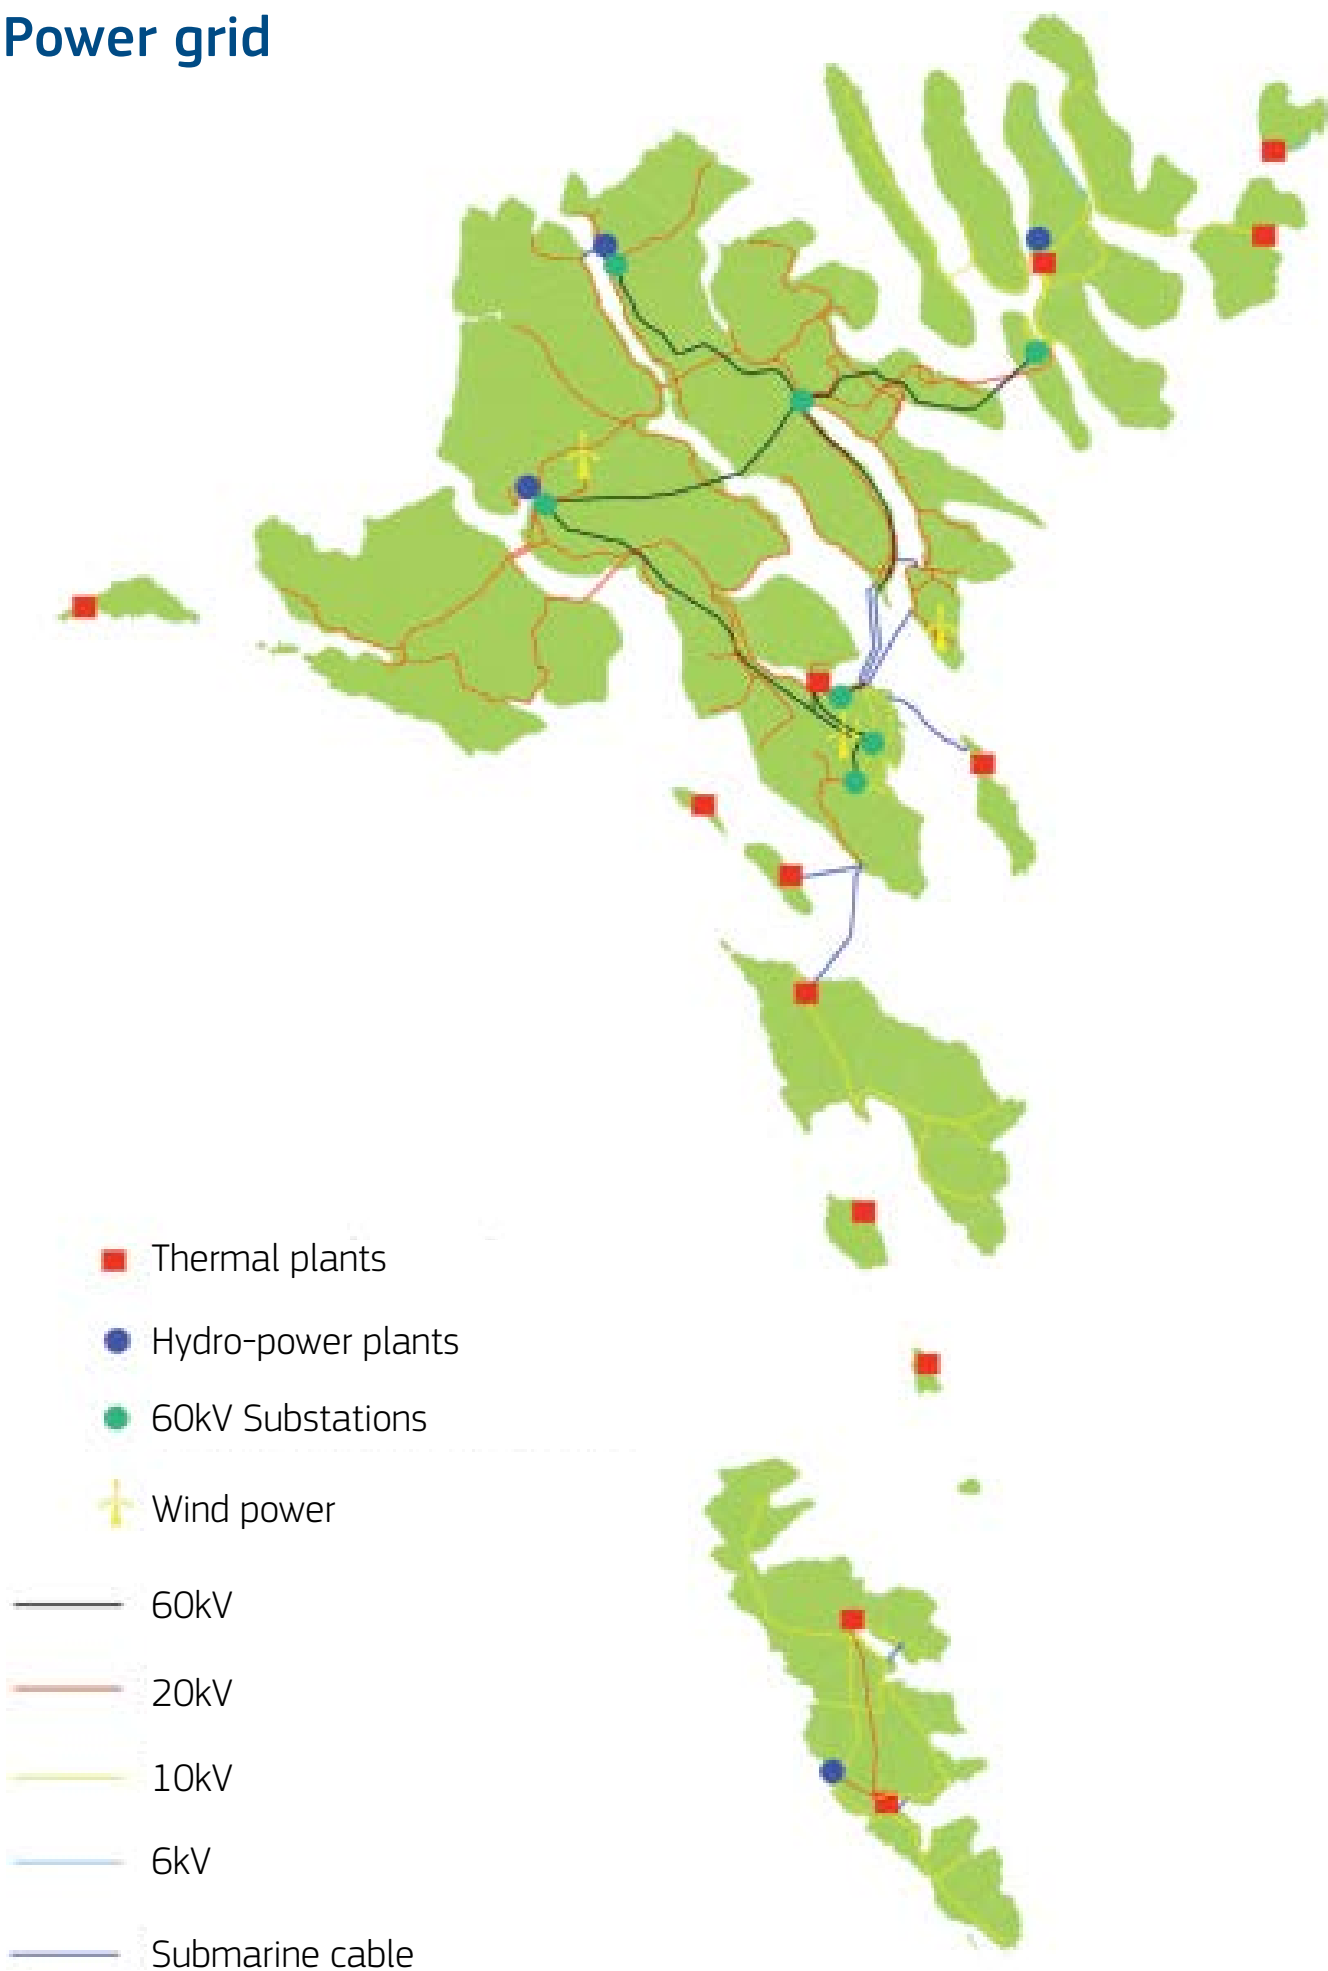 Power grid
Thermal plants
Hydro-power plants
60kV Substations
Wind power
60kV
20kV
10kV
6kV
Submarine cable